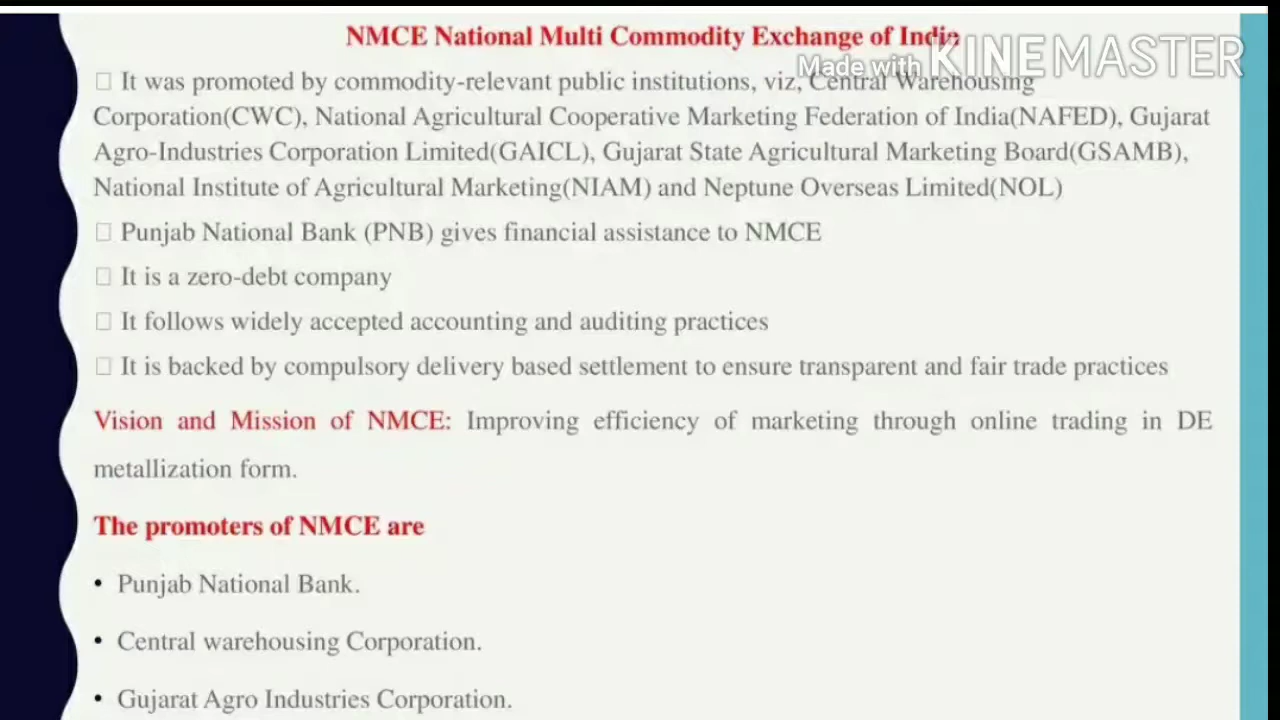 NMCE National Multi Commodity Exchange of India
Made with KINEMASTER
It was promoted by commodity-relevant public institutions, viz, Central Warehousing
Corporation(CWC), National Agricultural Cooperative Marketing Federation of India(NAFED), Gujarat
Agro-Industries Corporation Limited(GAICL), Gujarat State Agricultural Marketing Board(GSAMB),
National Institute of Agricultural Marketing(NIAM) and Neptune Overseas Limited(NOL)
Punjab National Bank (PNB) gives financial assistance to NMCE
It is a zero-debt company
It follows widely accepted accounting and auditing practices
It is backed by compulsory delivery based settlement to ensure transparent and fair trade practices
Vision and Mission of NMCE: Improving efficiency of marketing through online trading in DE
metallization form.
The promoters of NMCE are
• Punjab National Bank.
• Central warehousing Corporation.
• Gujarat Agro Industries Corporation.